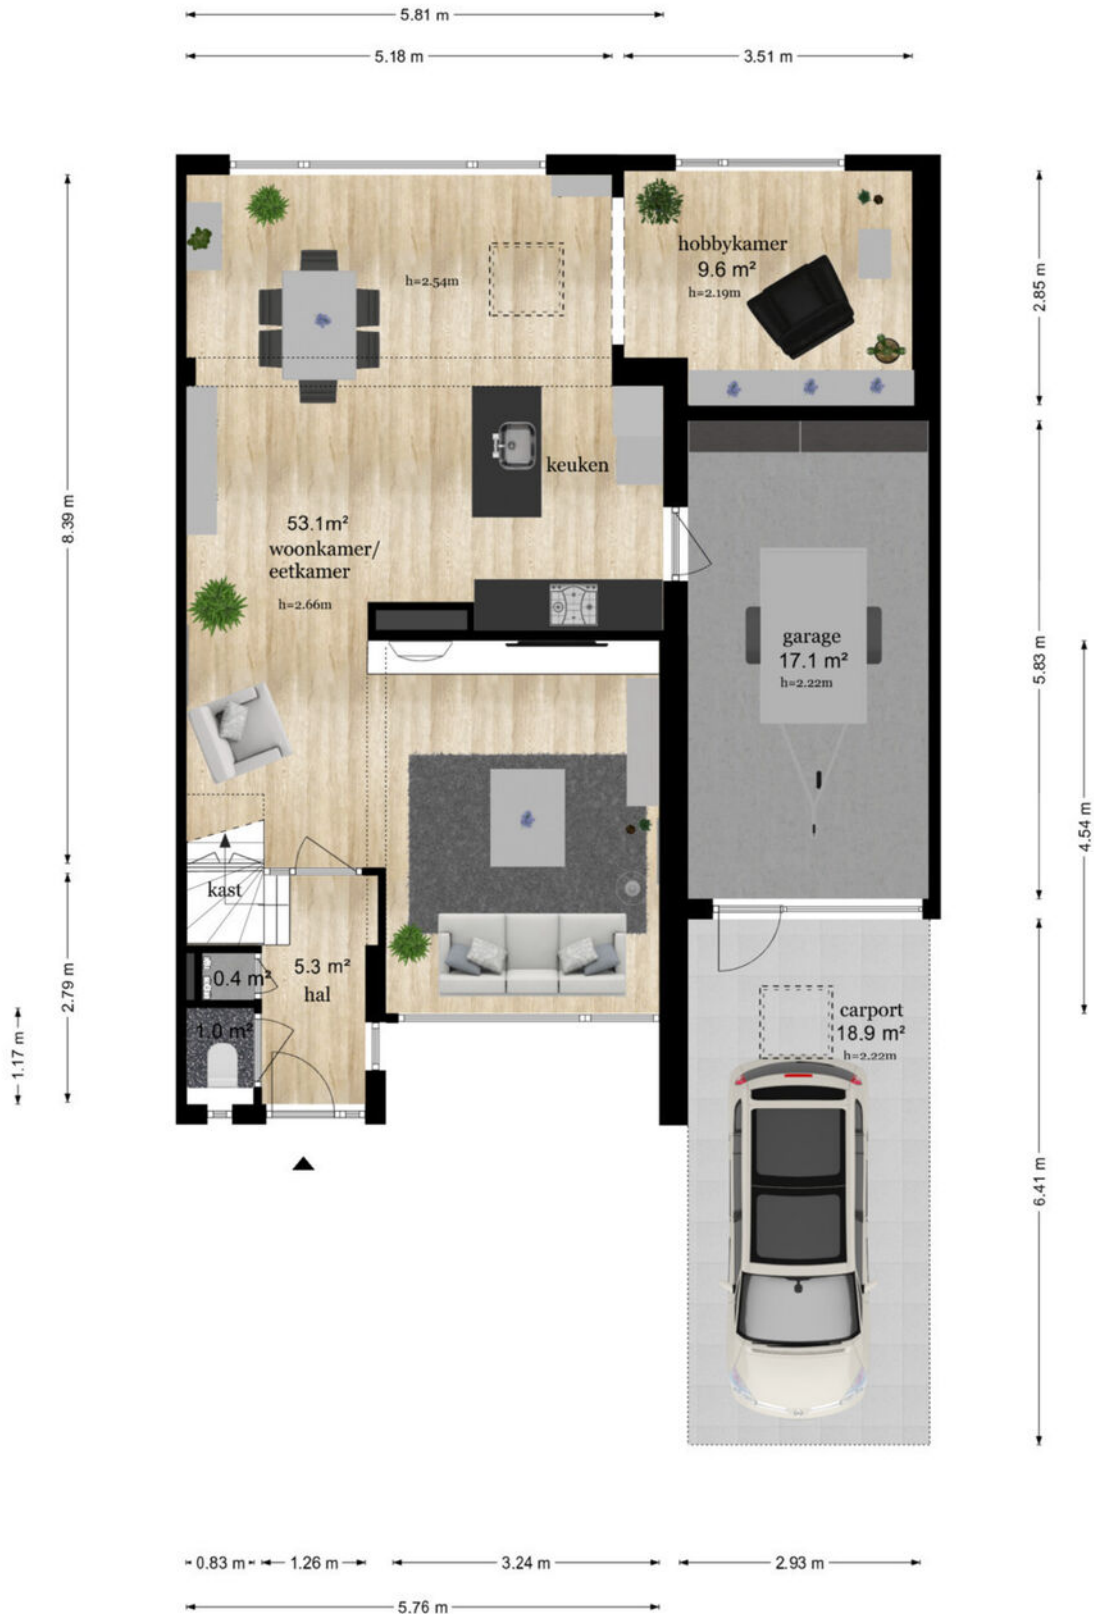 5.81 m
5.18 m
3.51 m
hobbykamer
9.6 m²
h=2.19m
h=2.54m
2.85 m
keuken
8.39 m
53.1m²
woonkamer/
eetkamer
h=2.66m
garage
17.1 m²
h=2.22m
5.83 m
4.54 m
kast
0.4 m²
5.3 m²
hal
1.0 m²
2.79 m
1.17 m
carport
18.9 m²
h=2.22m
6.41 m
0.83 m
1.26 m
3.24 m
2.93 m
5.76 m